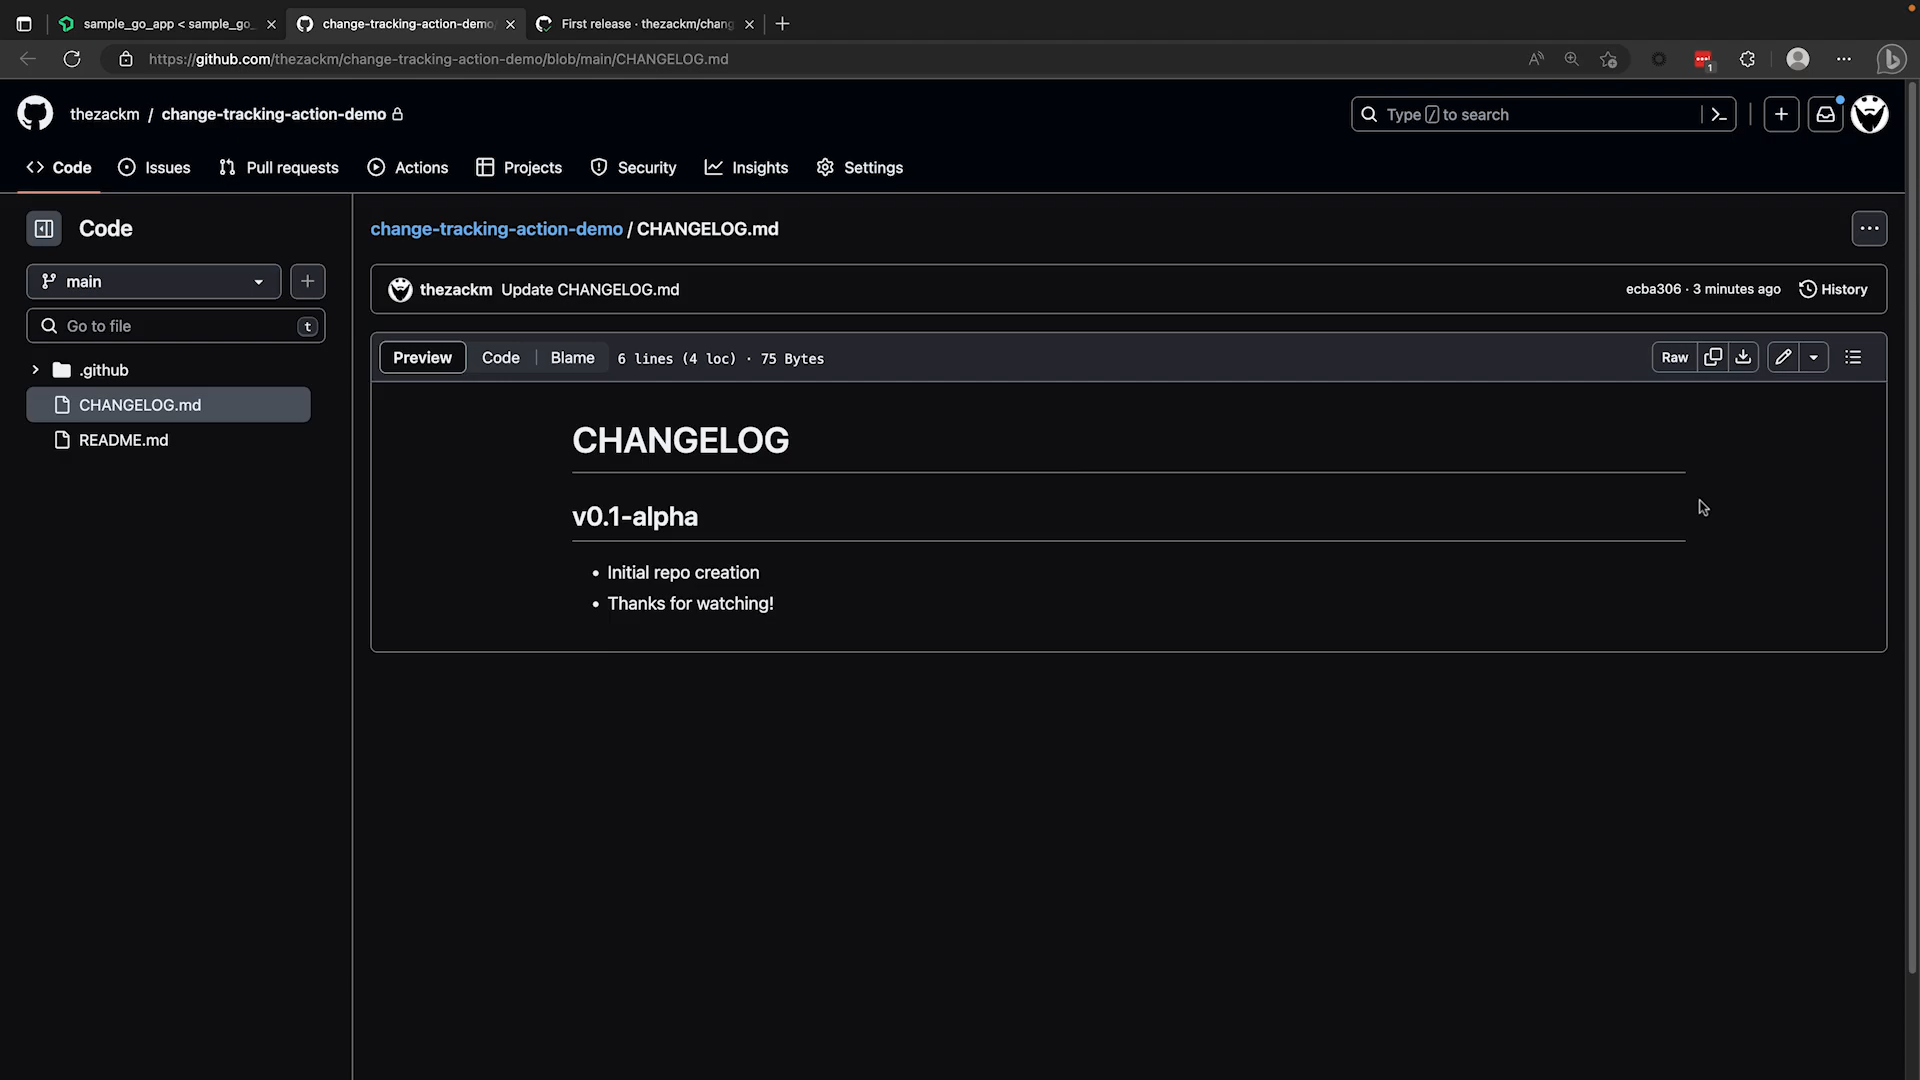 sample_go_app < sample_go_
change-tracking-action-demo
First release · thezackm/chang
https://github.com/thezackm/change-tracking-action-demo/blob/main/CHANGELOG.md
1
thezackm / change-tracking-action-demo
Type / to search
Code
Issues
Pull requests
Actions
Projects
Security
Insights
Settings
Code
change-tracking-action-demo / CHANGELOG.md
main
thezackm Update CHANGELOG.md
ecba306 · 3 minutes ago
History
Go to file
t
Preview
Code
Blame
6 lines (4 loc) · 75 Bytes
Raw
.github
CHANGELOG.md
README.md
CHANGELOG
v0.1-alpha
• Initial repo creation
• Thanks for watching!